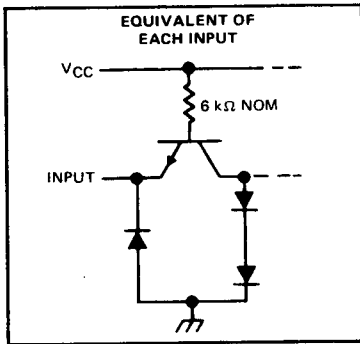 EQUIVALENT OF
EACH INPUT
VCC
6 kΩ NOM
INPUT